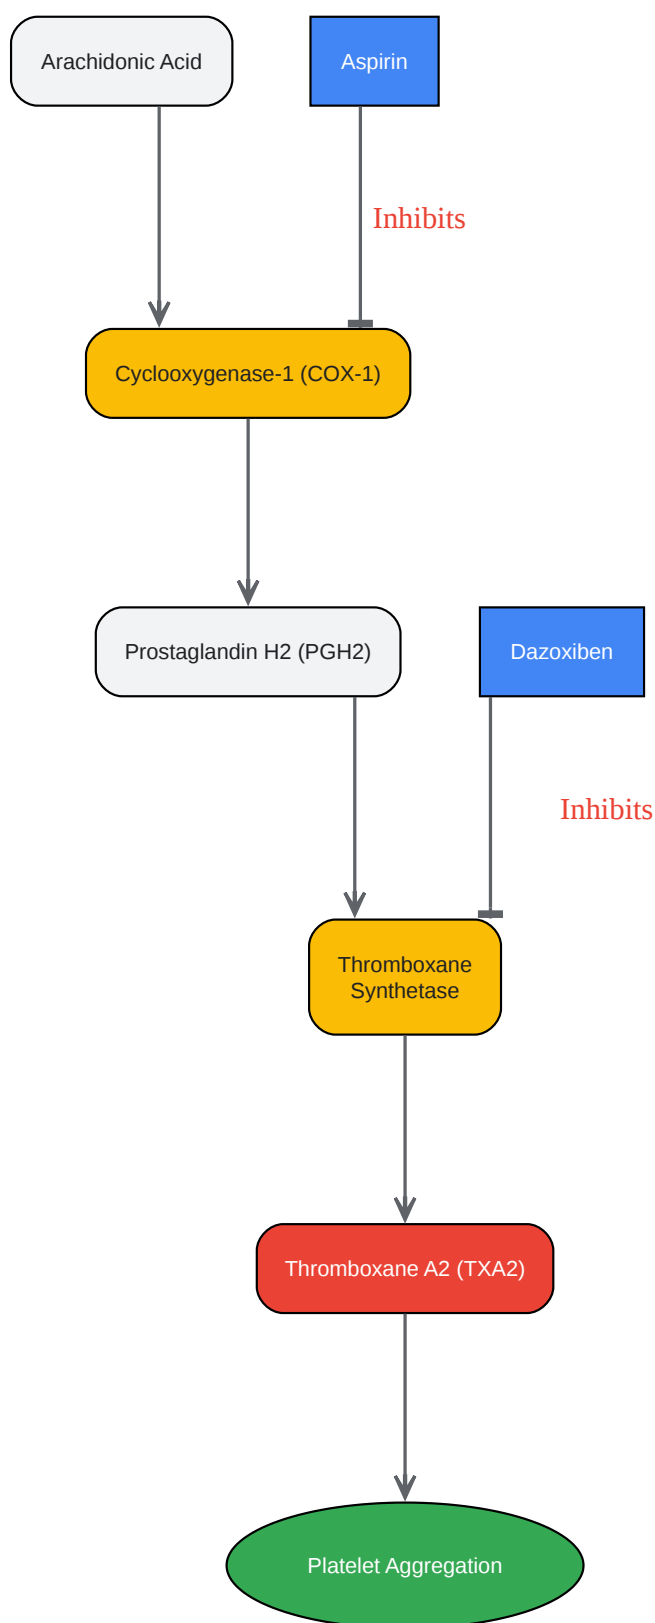 Arachidonic Acid
Aspirin
Inhibits
Cyclooxygenase-1 (COX-1)
Prostaglandin H2 (PGH2)
Dazoxiben
Inhibits
Thromboxane
Synthetase
Thromboxane A2 (TXA2)
Platelet Aggregation